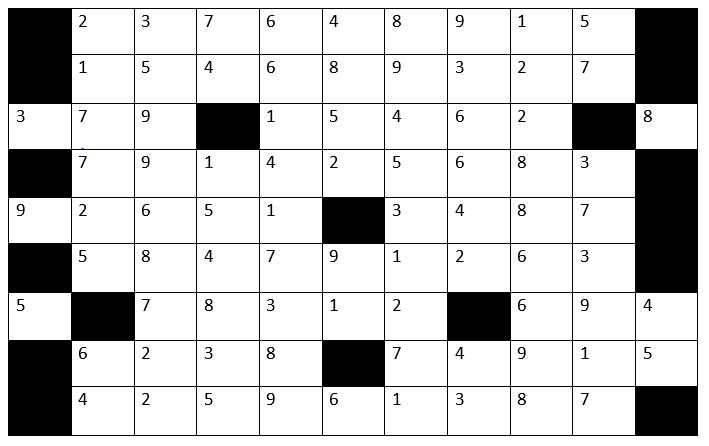 2 3 7 6 4 8 9 1 5
1 5 4 6 8 9 3 2 7
3 7 9 1 5 4 6 2 8
7 9 1 4 2 5 6 8 3
9 2 6 5 1 3 4 8 7
5 8 4 7 9 1 2 6 3
5 7 8 3 1 2 6 9 4
6 2 3 8 7 4 9 1 5
4 2 5 9 6 1 3 8 7